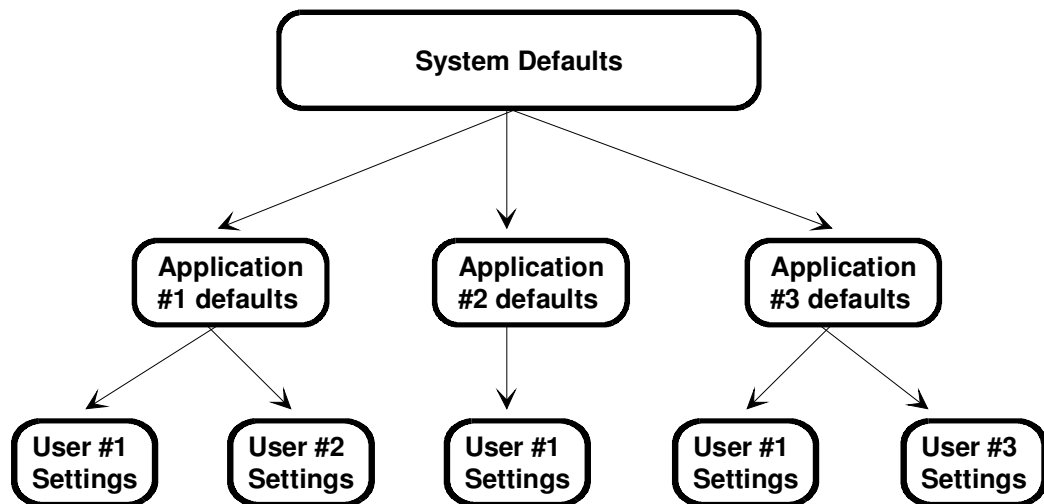 System Defaults
Application
#1 defaults
Application
#2 defaults
Application
#3 defaults
User #1
Settings
User #2
Settings
User #1
Settings
User #1
Settings
User #3
Settings